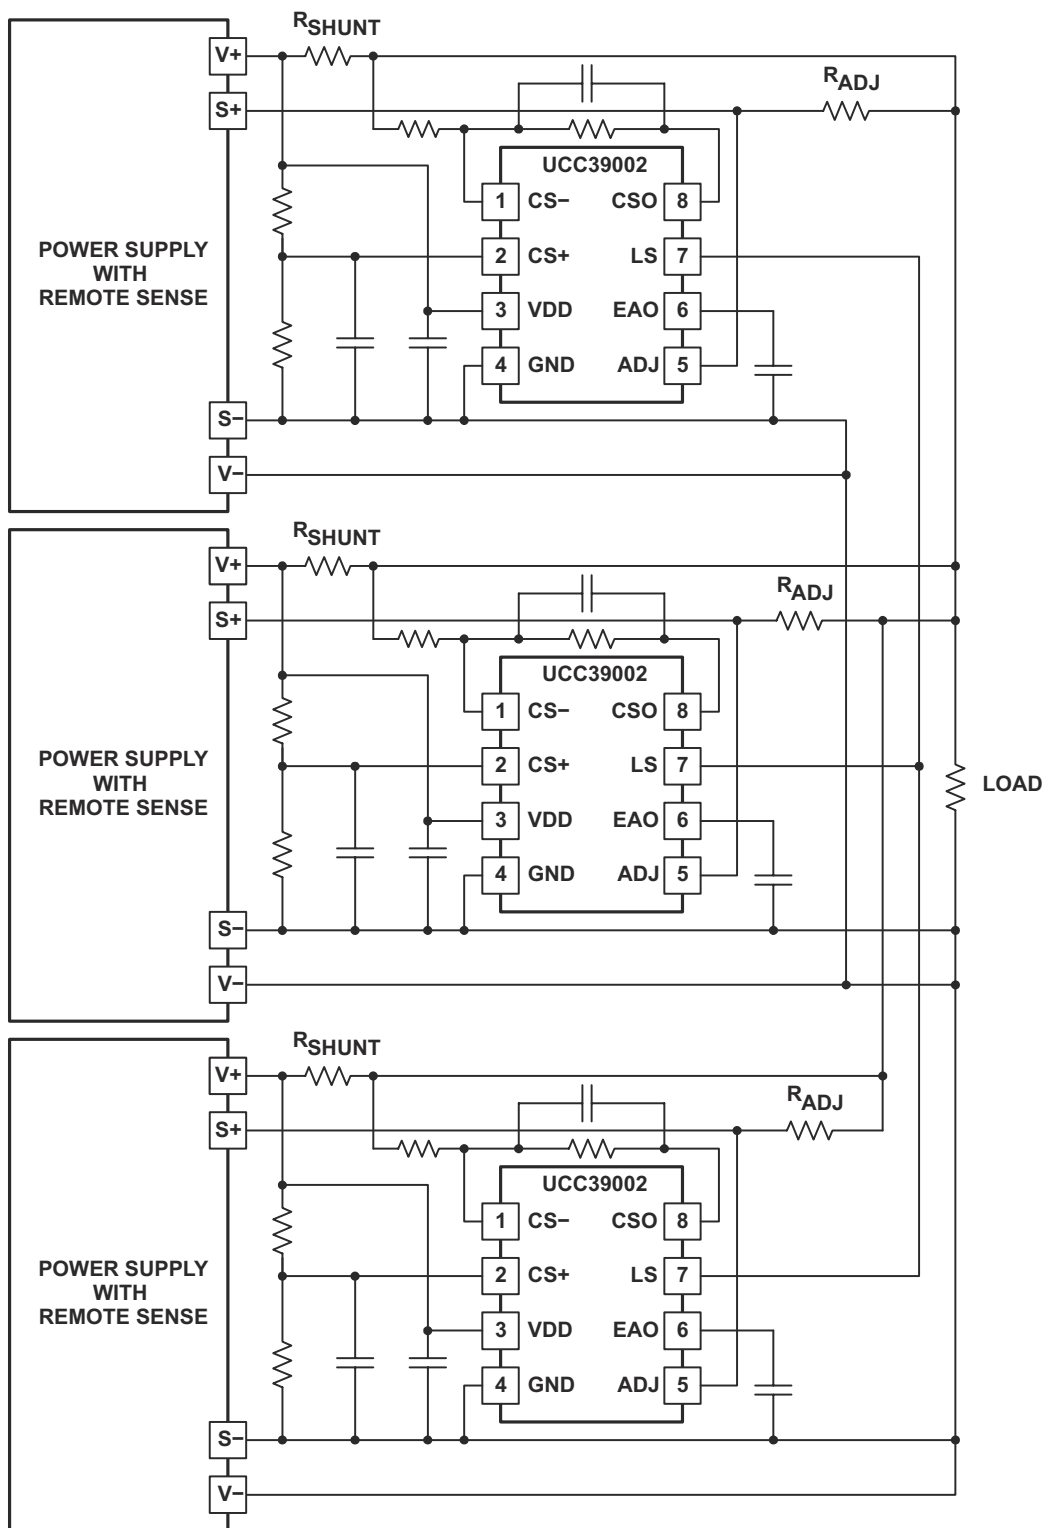 RSHUNT
V+
RADJ
S+
UCC39002
1 CS− CSO 8
POWER SUPPLY
WITH
REMOTE SENSE
2 CS+ LS 7
3 VDD EAO 6
4 GND ADJ 5
S−
V−
RSHUNT
V+
RADJ
S+
UCC39002
1 CS− CSO 8
POWER SUPPLY
WITH
REMOTE SENSE
2 CS+ LS 7
LOAD
3 VDD EAO 6
4 GND ADJ 5
S−
V−
RSHUNT
V+
RADJ
S+
UCC39002
1 CS− CSO 8
POWER SUPPLY
WITH
REMOTE SENSE
2 CS+ LS 7
3 VDD EAO 6
4 GND ADJ 5
S−
V−